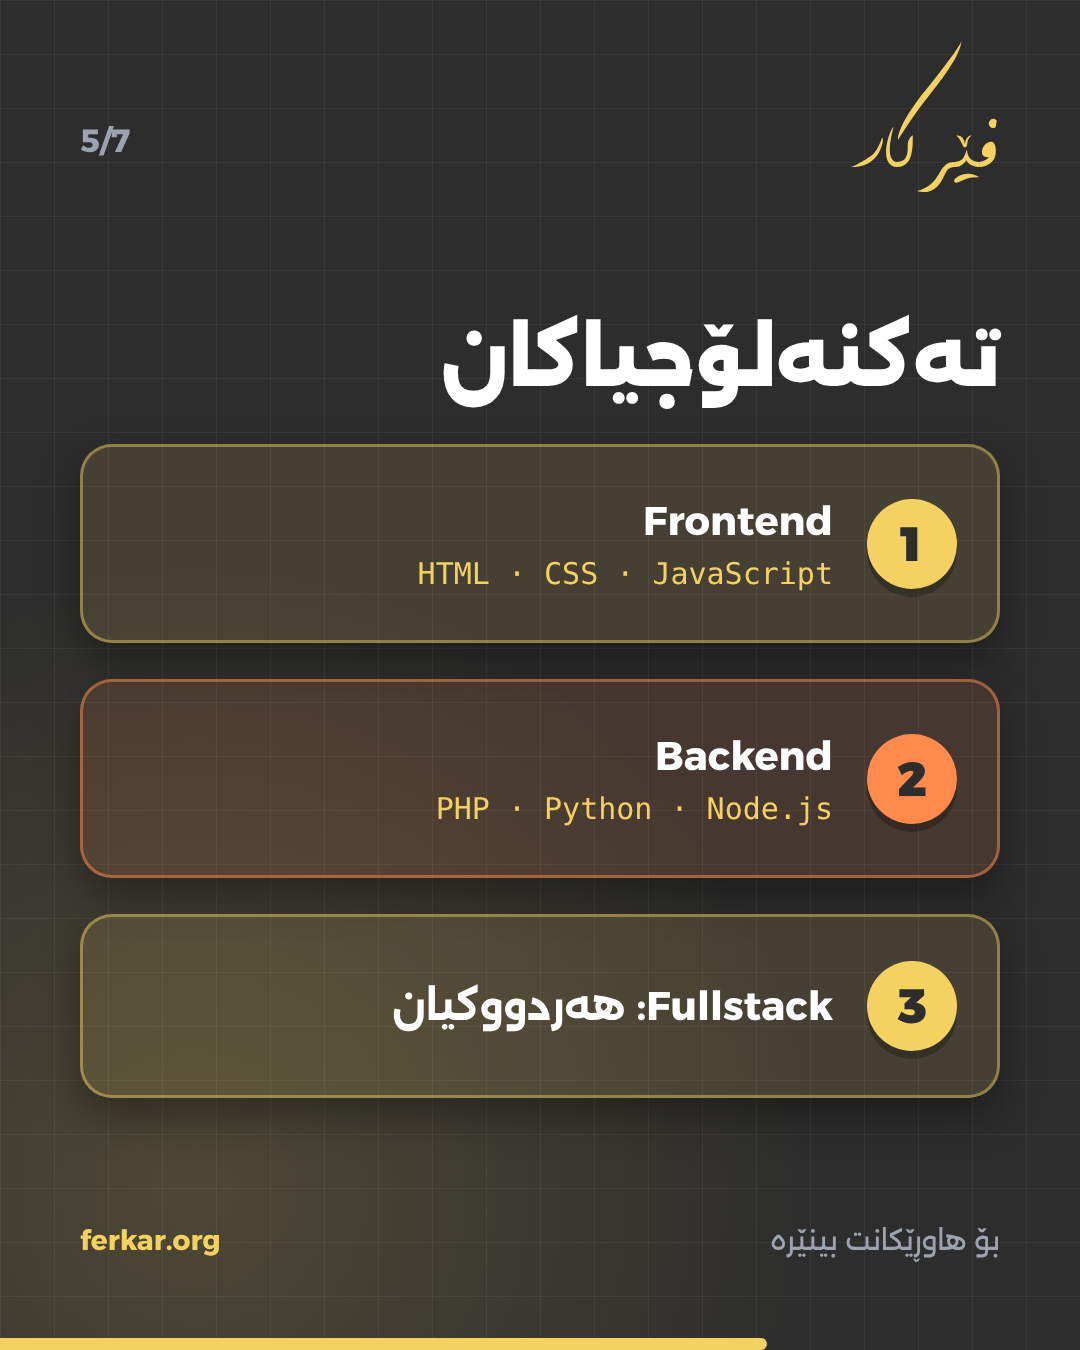 5/7
فێرکار
تەکنەلۆجیاکان
1
Frontend
HTML · CSS · JavaScript
2
Backend
PHP · Python · Node.js
3
Fullstack: هەردووکیان
بۆ هاوڕێکانت بینێرە
ferkar.org